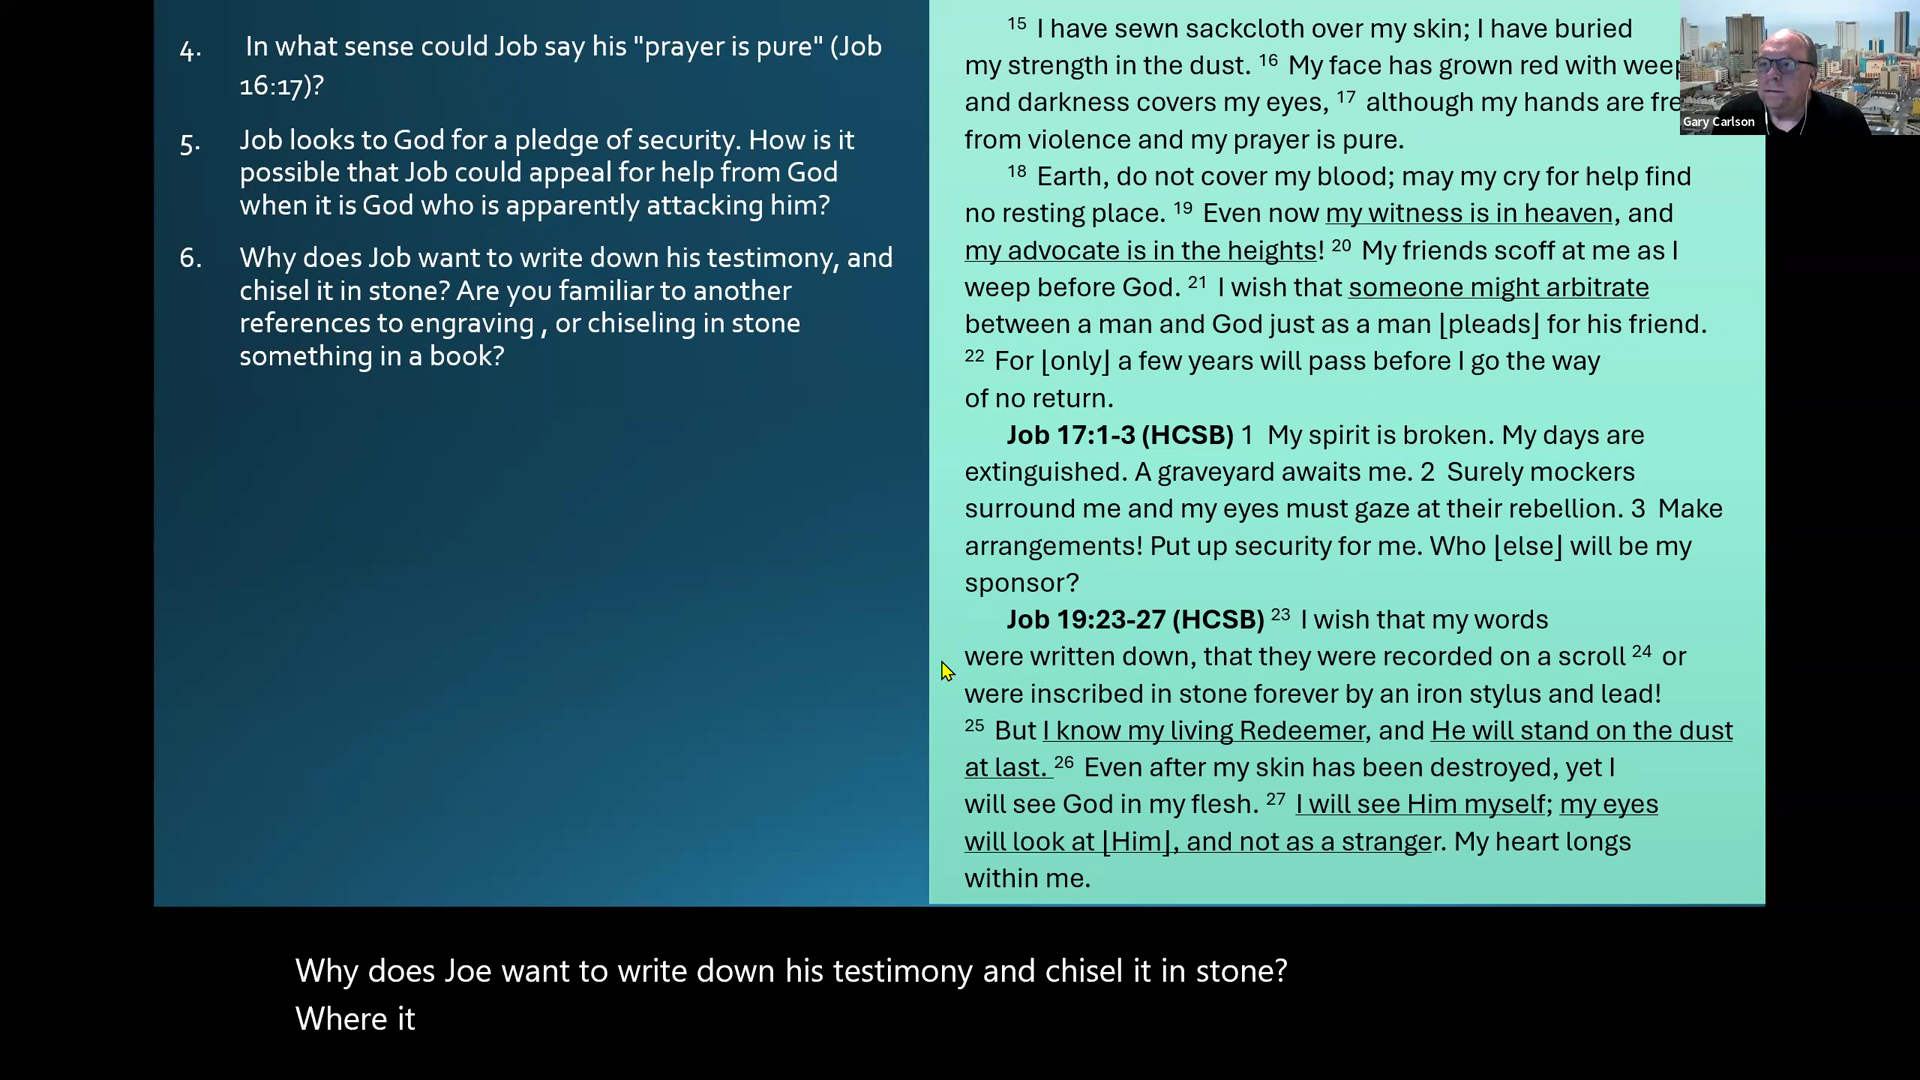 4. In what sense could Job say his "prayer is pure" (Job
16:17)?
5. Job looks to God for a pledge of security. How is it
possible that Job could appeal for help from God
when it is God who is apparently attacking him?
6. Why does Job want to write down his testimony, and
chisel it in stone? Are you familiar to another
references to engraving , or chiseling in stone
something in a book?
15 I have sewn sackcloth over my skin; I have buried
my strength in the dust. 16 My face has grown red with
and darkness covers my eyes, 17 although my hands are
from violence and my prayer is pure.
18 Earth, do not cover my blood; may my cry for help find
no resting place. 19 Even now my witness is in heaven, and
my advocate is in the heights! 20 My friends scoff at me as I
weep before God. 21 I wish that someone might arbitrate
between a man and God just as a man ⌊pleads⌋ for his friend.
22 For ⌊only⌋ a few years will pass before I go the way
of no return.
Job 17:1-3 (HCSB) 1 My spirit is broken. My days are
extinguished. A graveyard awaits me. 2 Surely mockers
surround me and my eyes must gaze at their rebellion. 3 Make
arrangements! Put up security for me. Who ⌊else⌋ will be my
sponsor?
Job 19:23-27 (HCSB) 23 I wish that my words
were written down, that they were recorded on a scroll 24 or
were inscribed in stone forever by an iron stylus and lead!
25 But I know my living Redeemer, and He will stand on the dust
at last. 26 Even after my skin has been destroyed, yet I
will see God in my flesh. 27 I will see Him myself; my eyes
will look at ⌊Him⌋, and not as a stranger. My heart longs
within me.
Gary Carlson
Why does Joe want to write down his testimony and chisel it in stone?
Where it